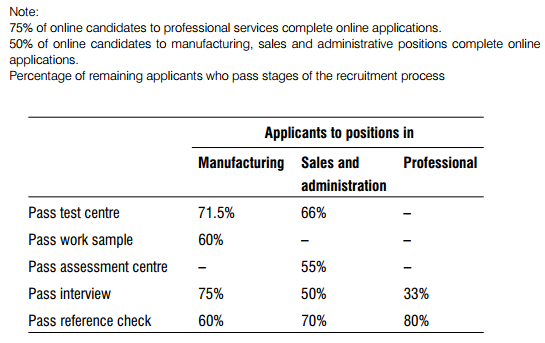 Note:
75% of online candidates to professional services complete online applications.
50% of online candidates to manufacturing, sales and administrative positions complete online
applications.
Percentage of remaining applicants who pass stages of the recruitment process
Applicants to positions in
Manufacturing Sales and administration Professional
Pass test centre 71.5% 66% –
Pass work sample 60% – –
Pass assessment centre – 55% –
Pass interview 75% 50% 33%
Pass reference check 60% 70% 80%